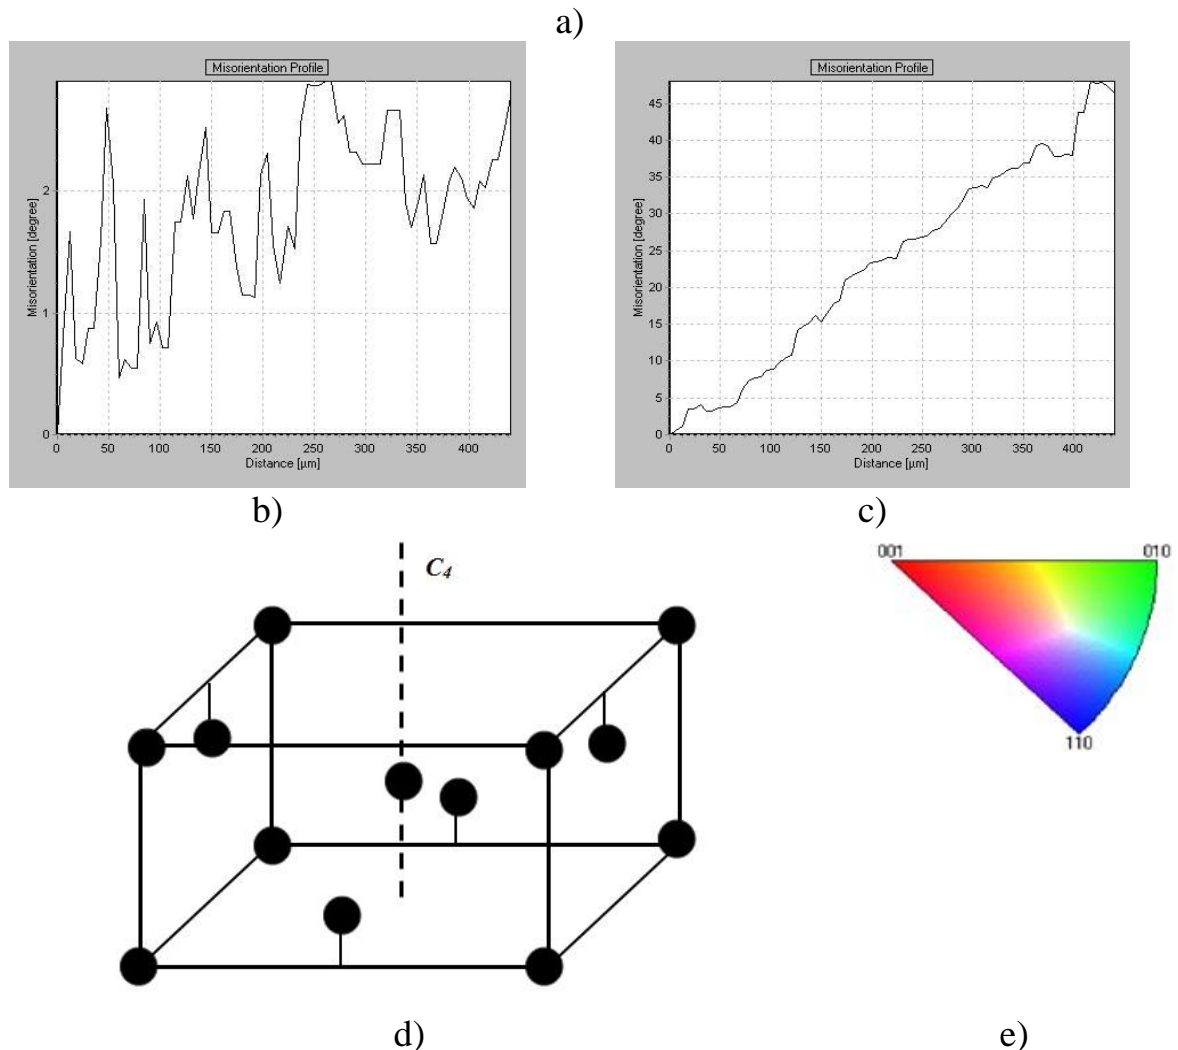 a)
Misorientation Profile
Misorientation [degree]
2
1
0
0 50 100 150 200 250 300 350 400
Distance [µm]
Misorientation Profile
Misorientation [degree]
45
40
35
30
25
20
15
10
5
0
0 50 100 150 200 250 300 350 400
Distance [µm]
b)
c)
C4
001
010
110
d)
e)